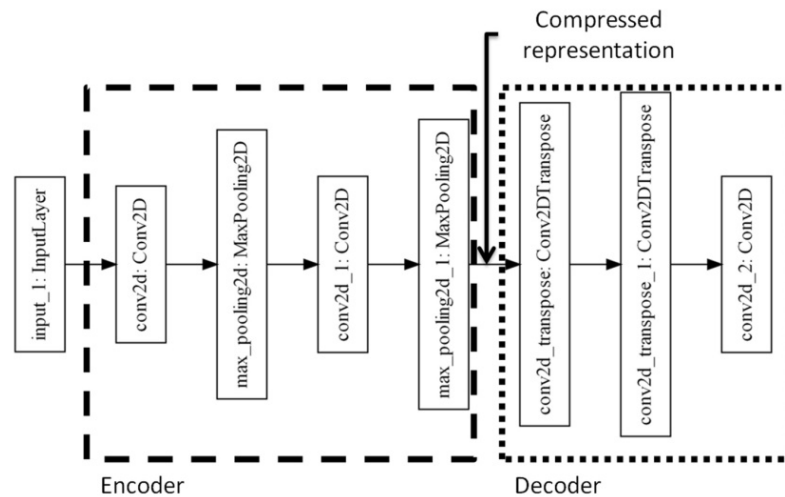 Compressed
representation
input_1: InputLayer
conv2d: Conv2D
max_pooling2d: MaxPooling2D
conv2d_1: Conv2D
max_pooling2d_1: MaxPooling2D
conv2d_transpose: Conv2DTranspose
conv2d_transpose_1: Conv2DTranspose
conv2d_2: Conv2D
Encoder
Decoder